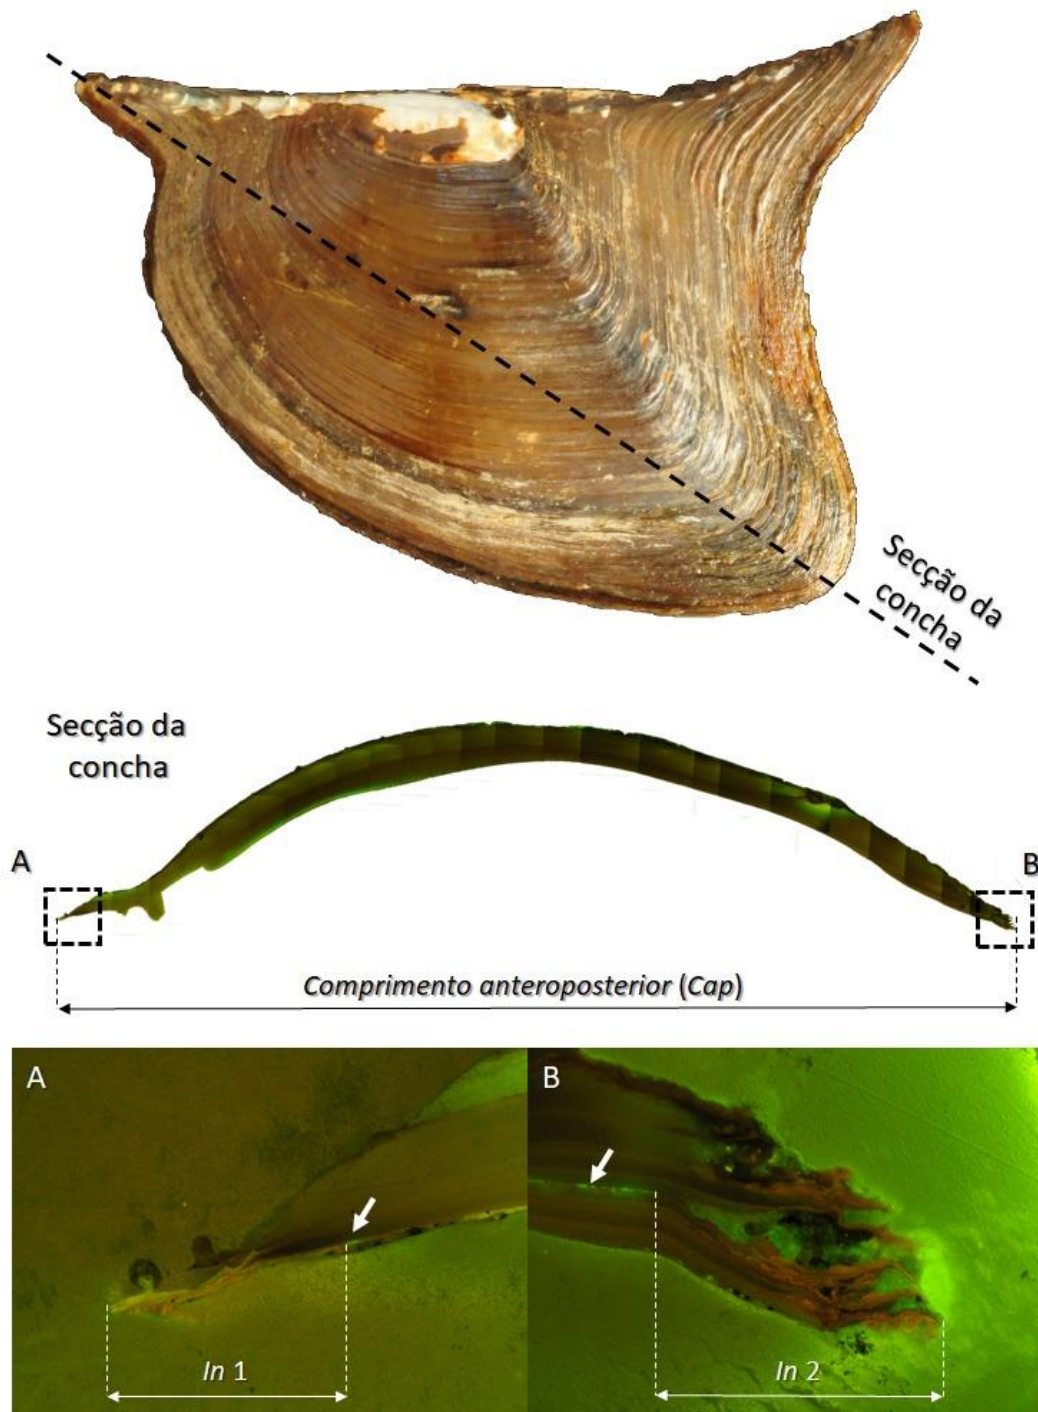 Secção da
concha
Secção da
concha
A
B
Comprimento anteroposterior (Cap)
A
B
In 1
In 2